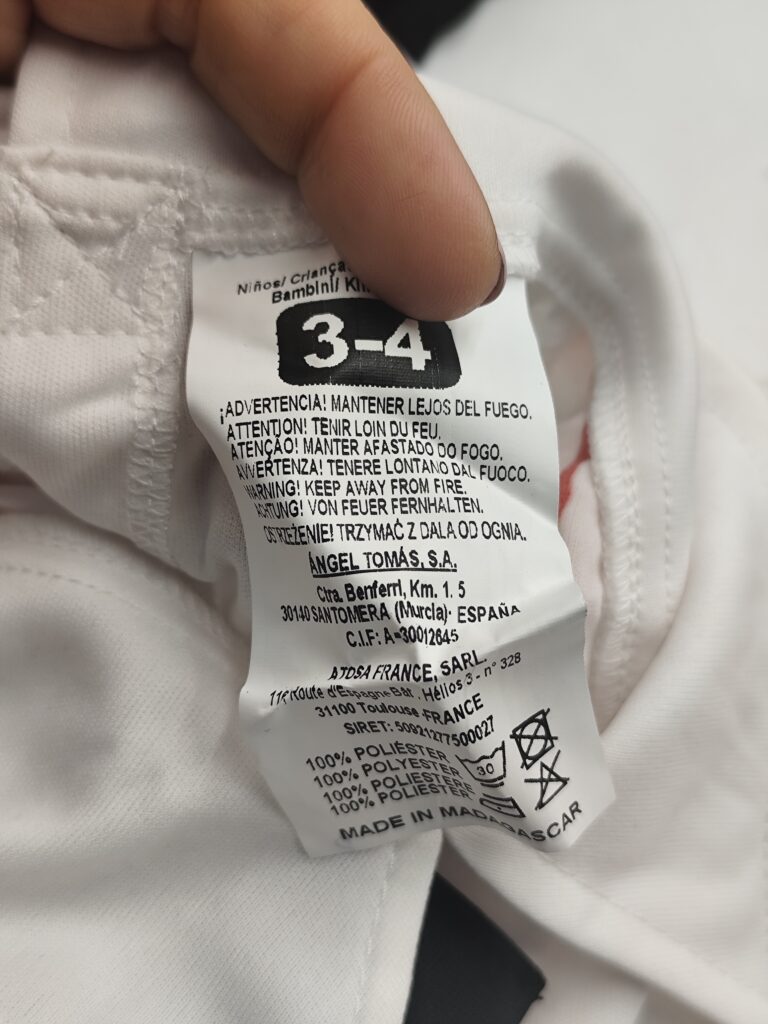 Niños/ Criança
Bambini/
3-4
¡ADVERTENCIA! MANTENER LEJOS DEL FUEGO.
ATTENTION! TENIR LOIN DU FEU.
ATENÇÃO! MANTER AFASTADO DO FOGO.
AVVERTENZA! TENERE LONTANO DAL FUOCO.
WARNING! KEEP AWAY FROM FIRE.
ACHTUNG! VON FEUER FERNHALTEN.
OSTRZEŻENIE! TRZYMAĆ Z DALA OD OGNIA.
ÁNGEL TOMÁS, S.A.
Ctra. Benferri, Km. 1. 5
30140 SANTOMERA (Murcia)· ESPAÑA
C.I.F: A-30012645
ATOSA FRANCE, SARL.
Route d'Espagne Bât. Hélios 3 - n° 328
31100 Toulouse-FRANCE
SIRET: 50921277500027
100% POLIÉSTER
100% POLYESTER
100% POLIESTERE
100% POLIESTER.
30
MADE IN MADAGASCAR